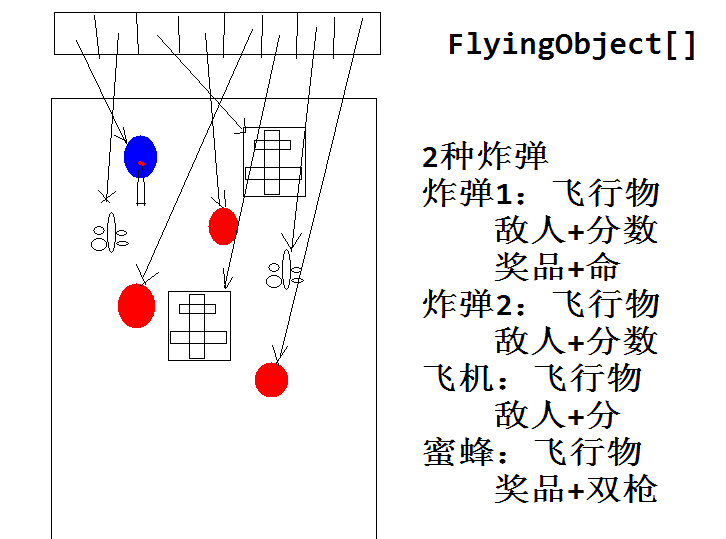 FlyingObject[]
2种炸弹
炸弹1：飞行物
敌人+分数
奖品+命
炸弹2：飞行物
敌人+分数
飞机：飞行物
敌人+分
蜜蜂：飞行物
奖品+双枪